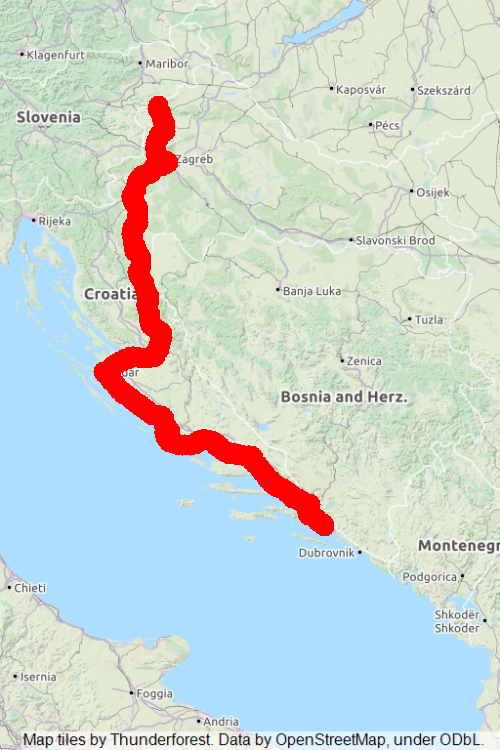 Klagenfurt
Maribor
Kaposvár
Szekszárd
Slovenia
Pécs
Zagreb
Osijek
Rijeka
Slavonski Brod
Croatia
Banja Luka
Tuzla
Zenica
Bosnia and Herz.
Montenegr
Dubrovnik
Podgorica
Chieti
Shkodër
Shkoder
Isernia
Foggia
Andria
Map tiles by Thunderforest. Data by OpenStreetMap, under ODbL.